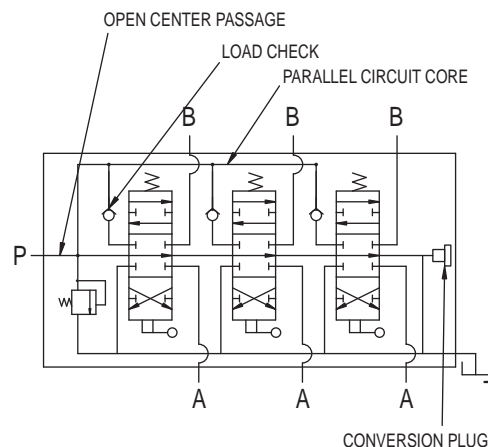 OPEN CENTER PASSAGE
LOAD CHECK
PARALLEL CIRCUIT CORE
B B B
P
A A A
CONVERSION PLUG